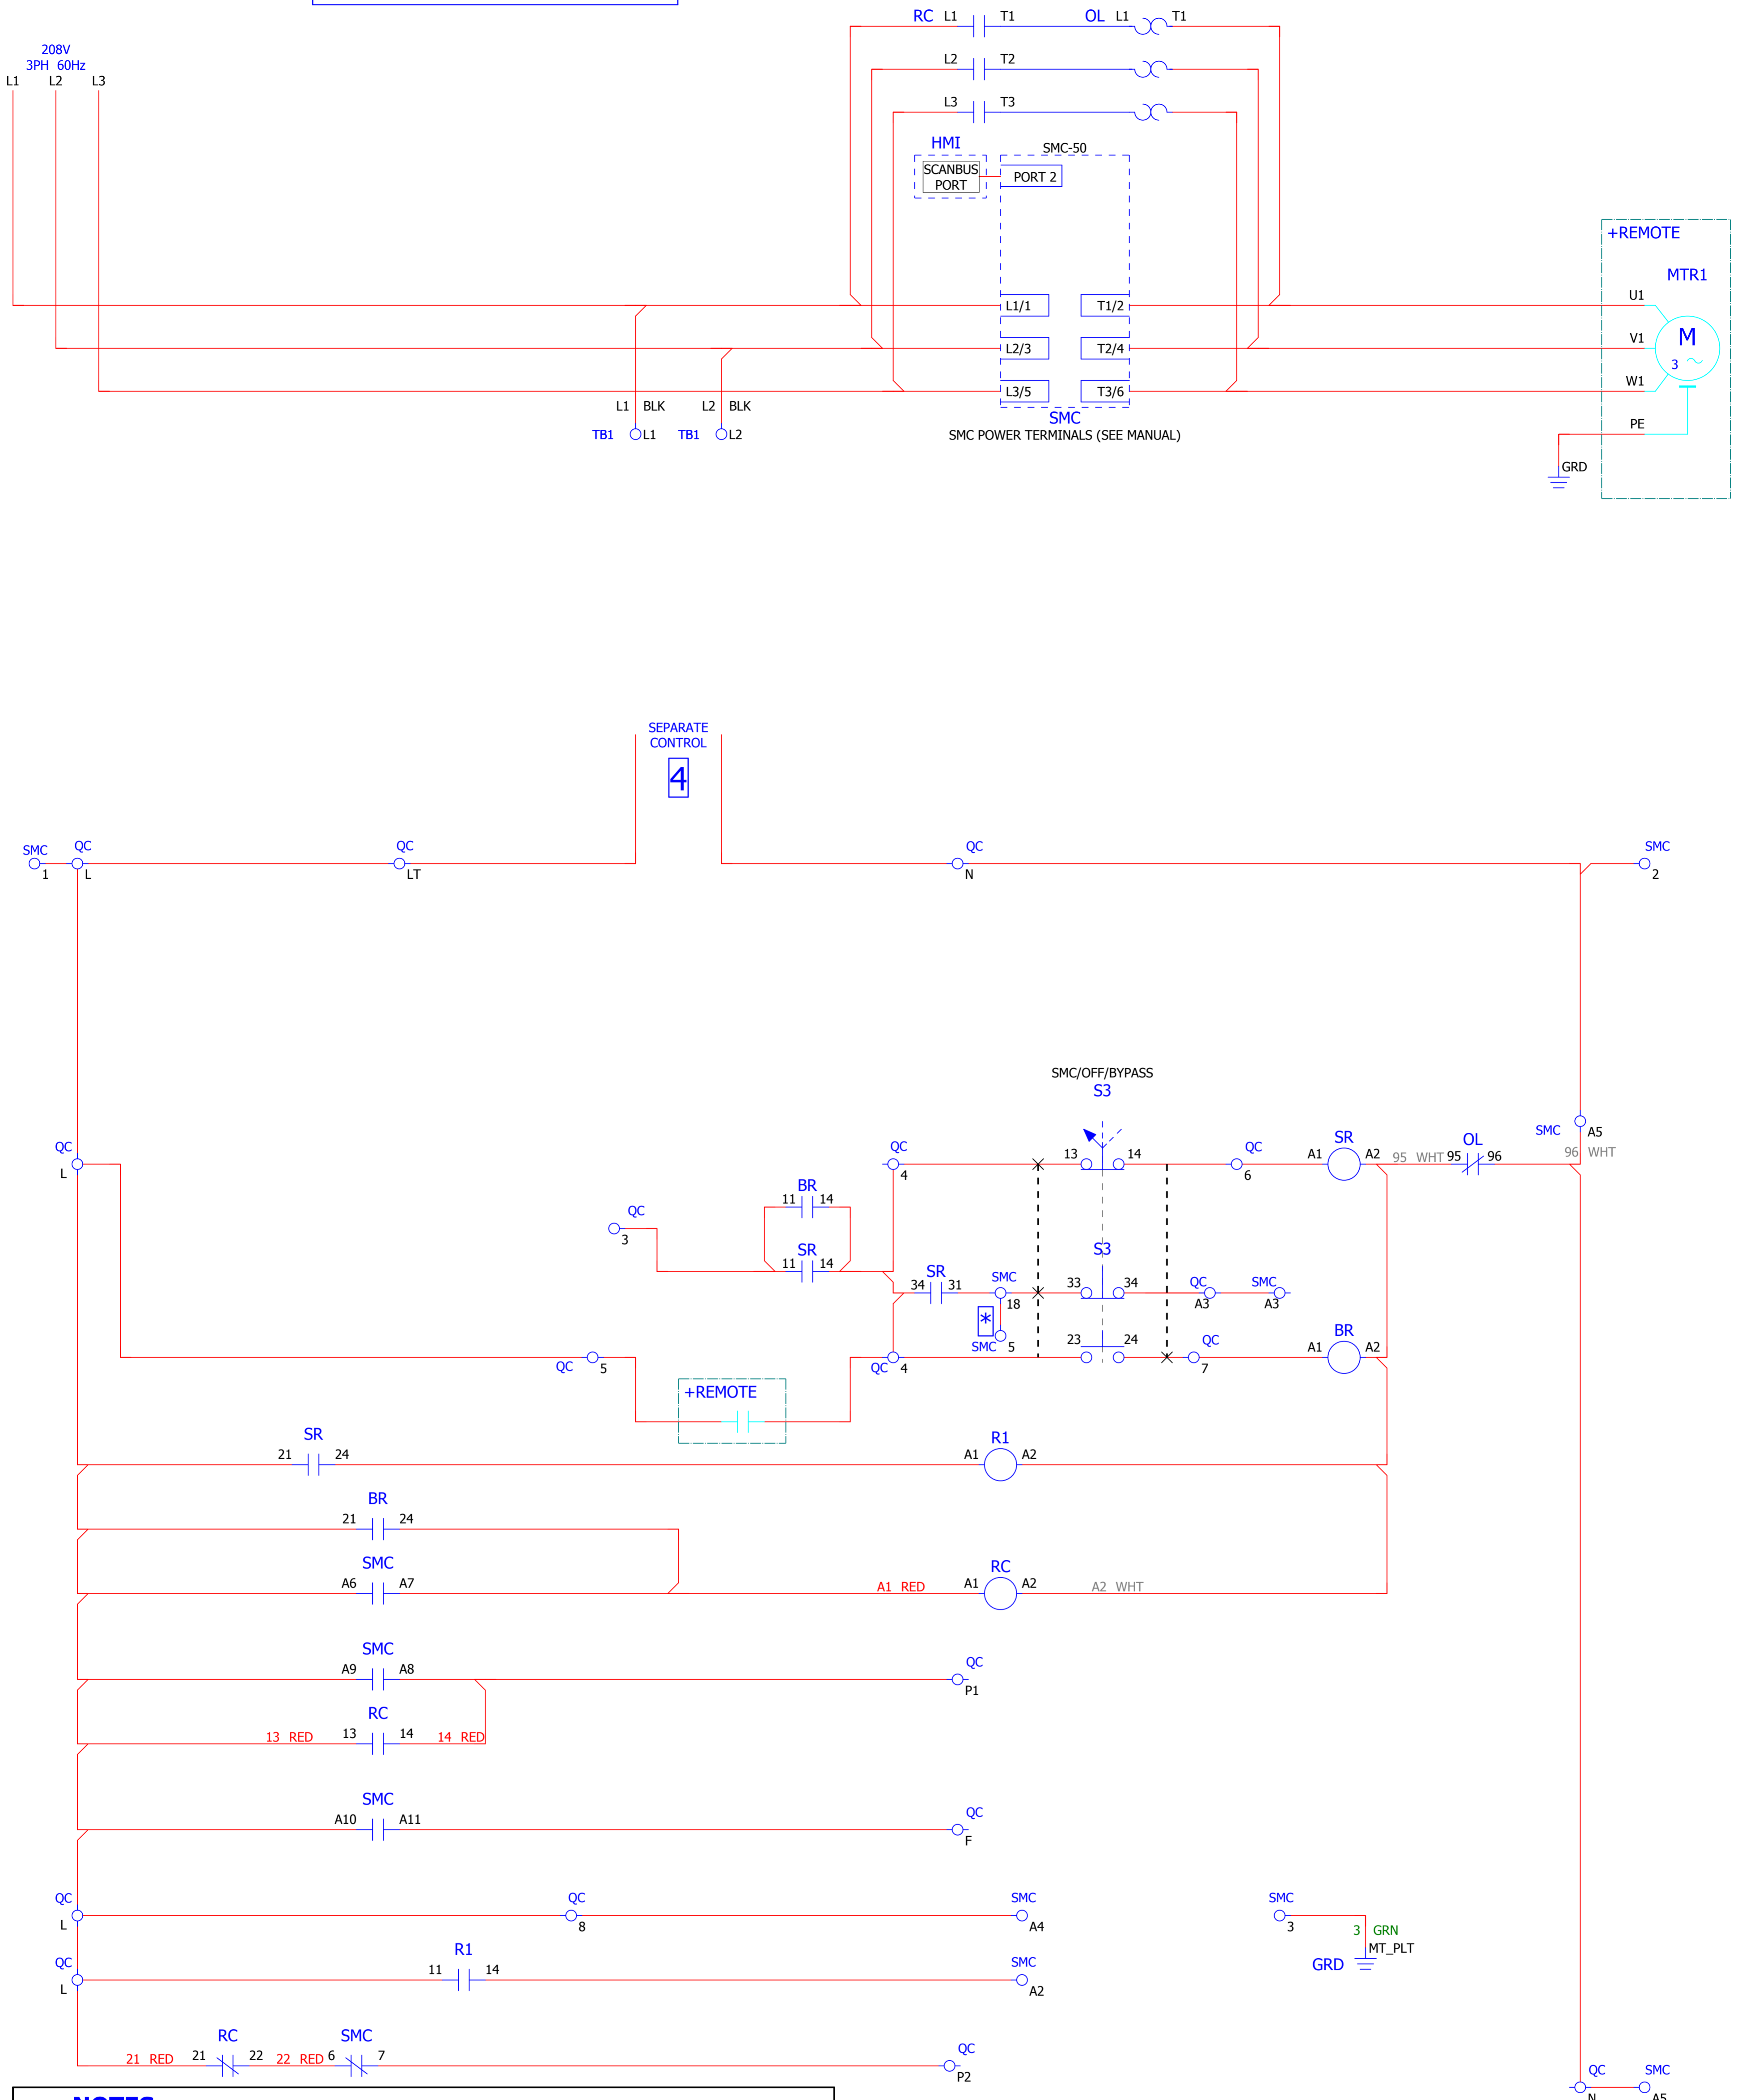 RC L1 T1 OL L1 T1
208V
3PH 60Hz
L1 L2 L3
L2 T2
L3 T3
HMI
SMC-50
SCANBUS
PORT
PORT 2
+REMOTE
MTR1
L1/1 T1/2 U1
L2/3 T2/4 V1
M
3
L3/5 T3/6 W1
L1 BLK L2 BLK
SMC
TB1 L1 TB1 L2
SMC POWER TERMINALS (SEE MANUAL)
PE
GRD
SEPARATE
CONTROL
4
SMC QC QC QC SMC
1 L LT N 2
SMC/OFF/BYPASS
S3
SMC A5
QC L
QC 4
13 14
QC 6
SR
A1 A2
95 WHT 95 OL 96
96 WHT
BR
11 14
QC 3
SR
11 14
S3
SR
34 31
SMC 18
33 34
QC A3
SMC A3
*
SMC 5
23 24
QC 7
BR
A1 A2
QC 5
QC 4
+REMOTE
SR
21 24
R1
A1 A2
BR
21 24
SMC
A6 A7
A1 RED
RC
A1 A2
A2 WHT
SMC
A9 A8
QC P1
RC
13 RED 13 14 14 RED
SMC
A10 A11
QC F
QC L
QC 8
SMC A4
SMC 3
3 GRN
MT_PLT
GRD
QC L
R1
11 14
SMC A2
RC SMC
21 RED 21 22 22 RED 6 7
QC P2
QC SMC
N A5
NOTES